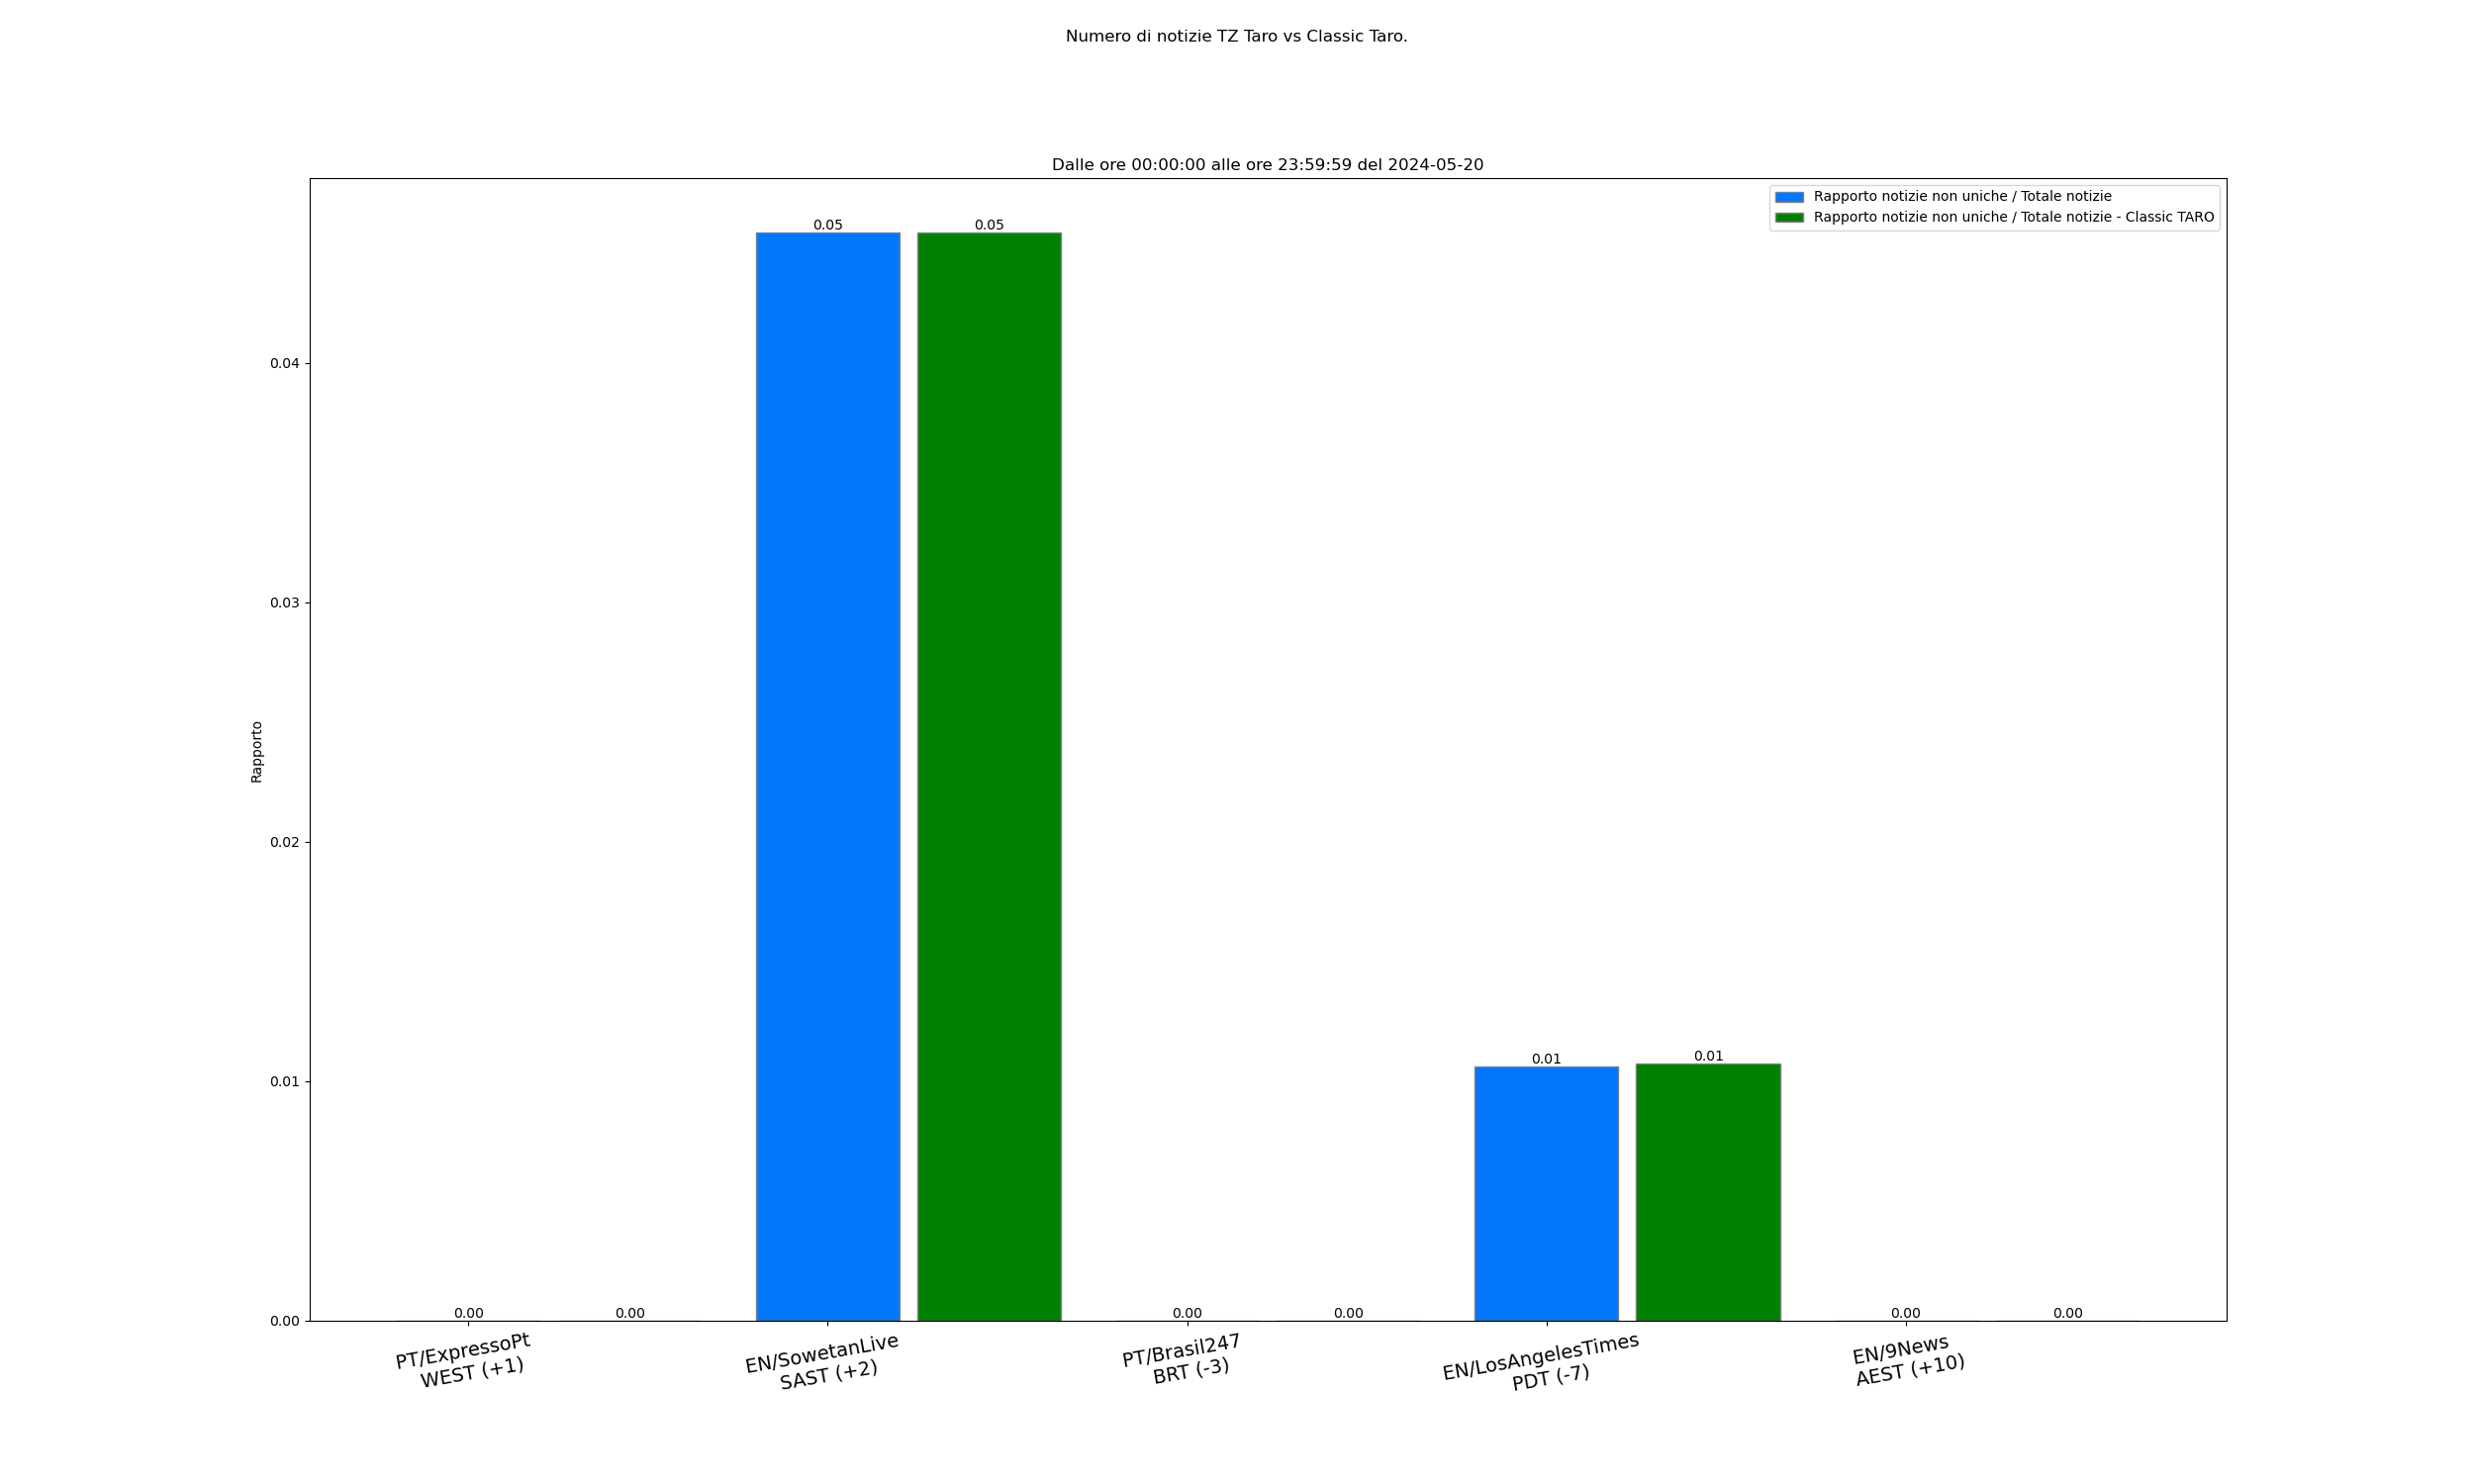 Numero di notizie TZ Taro vs Classic Taro.
Dalle ore 00:00:00 alle ore 23:59:59 del 2024-05-20
Rapporto notizie non uniche / Totale notizie
Rapporto notizie non uniche / Totale notizie - Classic TARO
0.05
0.05
0.04
0.03
Rapporto
0.02
0.01
0.01
0.01
0.00
0.00
0.00
0.00
0.00
0.00
0.00
PT/ExpressoPt
WEST (+1)
EN/SowetanLive
SAST (+2)
PT/Brasil247
BRT (-3)
EN/LosAngelesTimes
PDT (-7)
EN/9News
AEST (+10)